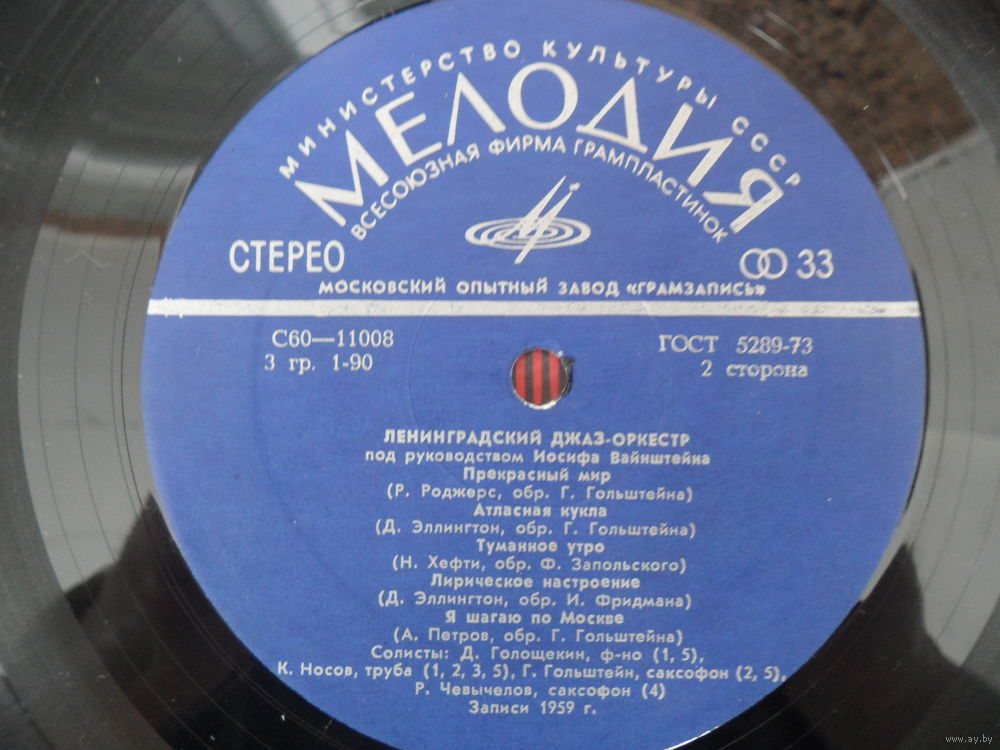 МИНИСТЕРСТВО КУЛЬТУРЫ СССР
МЕЛОДИЯ
ВСЕСОЮЗНАЯ ФИРМА ГРАМПЛАСТИНОК
СТЕРЕО
33
МОСКОВСКИЙ ОПЫТНЫЙ ЗАВОД «ГРАМЗАПИСЬ»
С60—11008
ГОСТ 5289-73
3 гр. 1-90
2 сторона
ЛЕНИНГРАДСКИЙ ДЖАЗ-ОРКЕСТР
под руководством Иосифа Вайнштейна
Прекрасный мир
(Р. Роджерс, обр. Г. Гольштейна)
Атласная кукла
(Д. Эллингтон, обр. Г. Гольштейна)
Туманное утро
(Н. Хефти, обр. Ф. Запольского)
Лирическое настроение
(Д. Эллингтон, обр. И. Фридмана)
Я шагаю по Москве
(А. Петров, обр. Г. Гольштейна)
Солисты: Д. Голощекин, ф-но (1, 5),
К. Носов, труба (1, 2, 3, 5), Г. Гольштейн, саксофон (2, 5),
Р. Чевычелов, саксофон (4)
Записи 1959 г.
www.ay.by